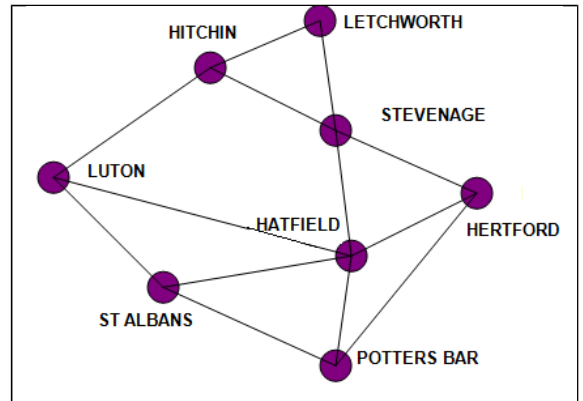 LETCHWORTH
HITCHIN
STEVENAGE
LUTON
HATFIELD
HERTFORD
ST ALBANS
POTTERS BAR